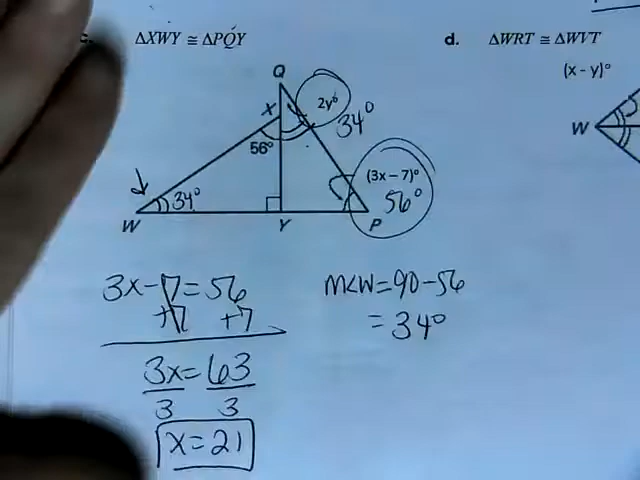 c. ΔXWY ≅ ΔPQY
Q
X
2y°
34°
56°
(3x – 7)°
56°
34°
W
Y
P
3x-7=56
+7 +7
3x=63
3 3
x=21
m<W=90-56
=34°
d. ΔWRT ≅ ΔWVT
(x - y)°
W